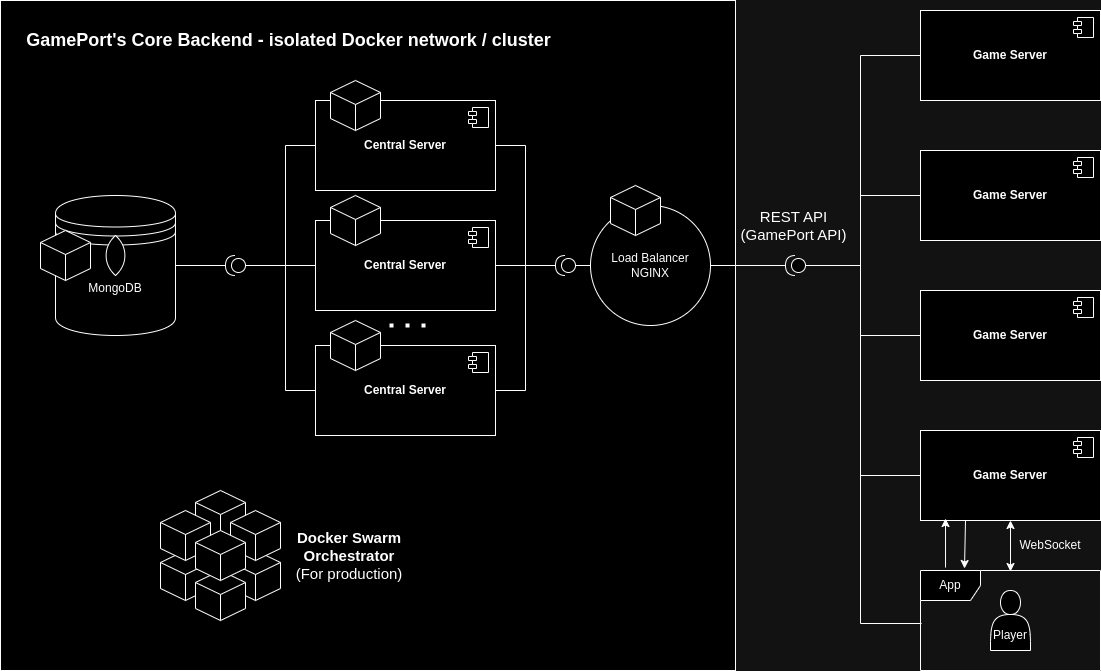 GamePort's Core Backend - isolated Docker network / cluster
Central Server
Central Server
. . .
Central Server
MongoDB
Load Balancer
NGINX
Docker Swarm
Orchestrator
(For production)
REST API
(GamePort API)
Game Server
Game Server
Game Server
Game Server
WebSocket
App
Player